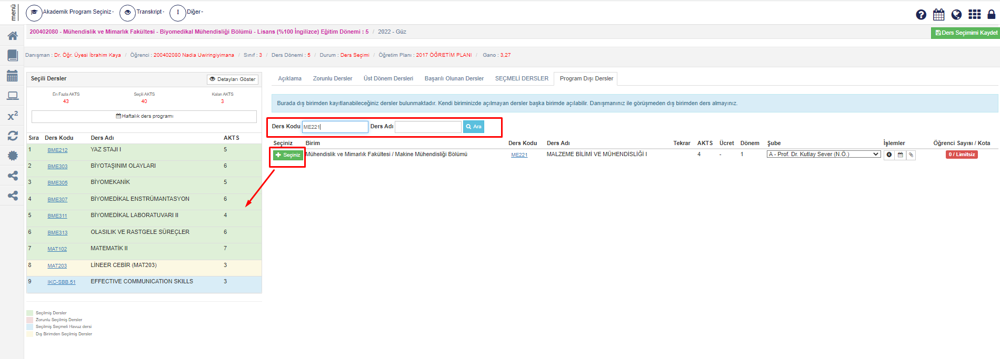 menü
Akademik Program Seçiniz -
Transkript -
Diğer -
200402080 - Mühendislik ve Mimarlık Fakültesi - Biyomedikal Mühendisliği Bölümü - Lisans (%100 İngilizce) Eğitim Dönemi : 5 / 2022 - Güz
Ders Seçimimi Kaydet
Danışman : Dr. Öğr. Üyesi İbrahim Kaya / Öğrenci : 200402080 Nadia Uwiringiyimana / Sınıf : 3 / Ders Dönemi : 5 / Durum : Ders Seçimi / Öğretim Planı : 2017 ÖĞRETİM PLANI / Gano : 3,27
Seçili Dersler
Detayları Göster
En Fazla AKTS Seçili AKTS Kalan AKTS
43 40 3
Haftalık ders programı
Sıra Ders Kodu Ders Adı AKTS
1 BME212 YAZ STAJI I 5
2 BME303 BİYOTAŞINIM OLAYLARI 6
3 BME305 BİYOMEKANİK 5
4 BME307 BİYOMEDİKAL ENSTRÜMANTASYON 6
5 BME311 BİYOMEDİKAL LABORATUVARI II 4
6 BME313 OLASILIK VE RASTGELE SÜREÇLER 6
7 MAT102 MATEMATİK II 7
8 MAT203 LİNEER CEBİR (MAT203) 3
9 IKC-SBB.51 EFFECTIVE COMMUNICATION SKILLS 3
Seçilmiş Dersler
Zorunlu Seçilmiş Dersler
Seçilmiş Seçmeli Havuz dersi
Dış Birimden Seçilmiş Dersler
Açıklama Zorunlu Dersler Üst Dönem Dersleri Başarılı Olunan Dersler SEÇMELİ DERSLER Program Dışı Dersler
Burada dış birimden kayıtlanabileceğiniz dersler bulunmaktadır. Kendi biriminizde açılmayan dersler başka birimde açılabilir. Danışmanınız ile görüşmeden dış birimden ders almayınız.
Ders Kodu ME221 Ders Adı Ara
Seçiniz Birim Ders Kodu Ders Adı Tekrar AKTS Ücret Dönem Şube İşlemler Öğrenci Sayısı / Kota
Seçiniz Mühendislik ve Mimarlık Fakültesi / Makine Mühendisliği Bölümü ME221 MALZEME BİLİMİ VE MÜHENDİSLİĞİ I 4 - 1 A - Prof. Dr. Kutlay Sever (N.Ö.) 0 / Limitsiz
x2